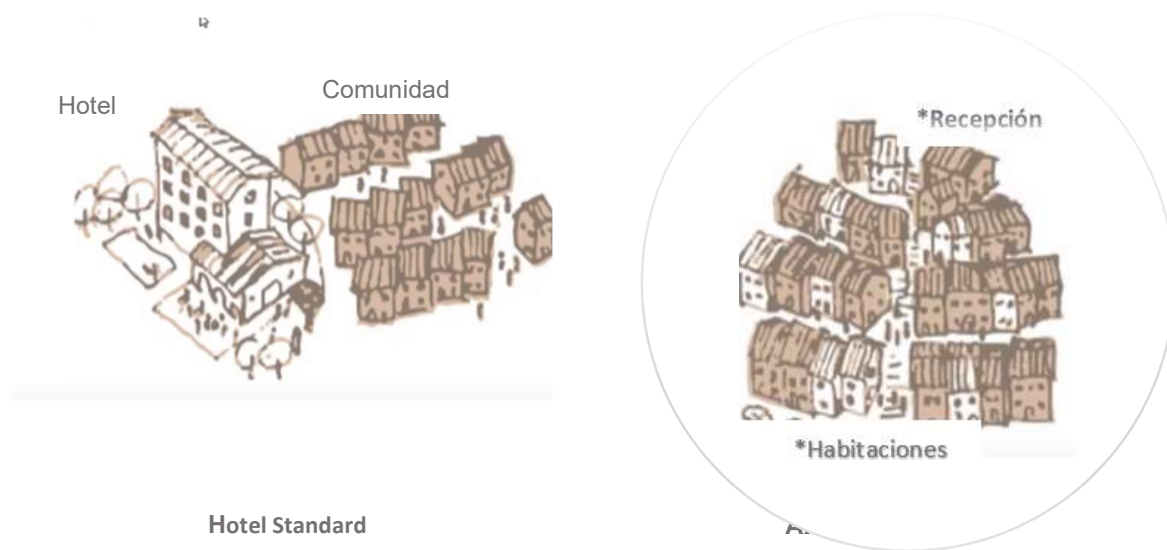 Hotel
Comunidad
*Recepción
*Habitaciones
Hotel Standard